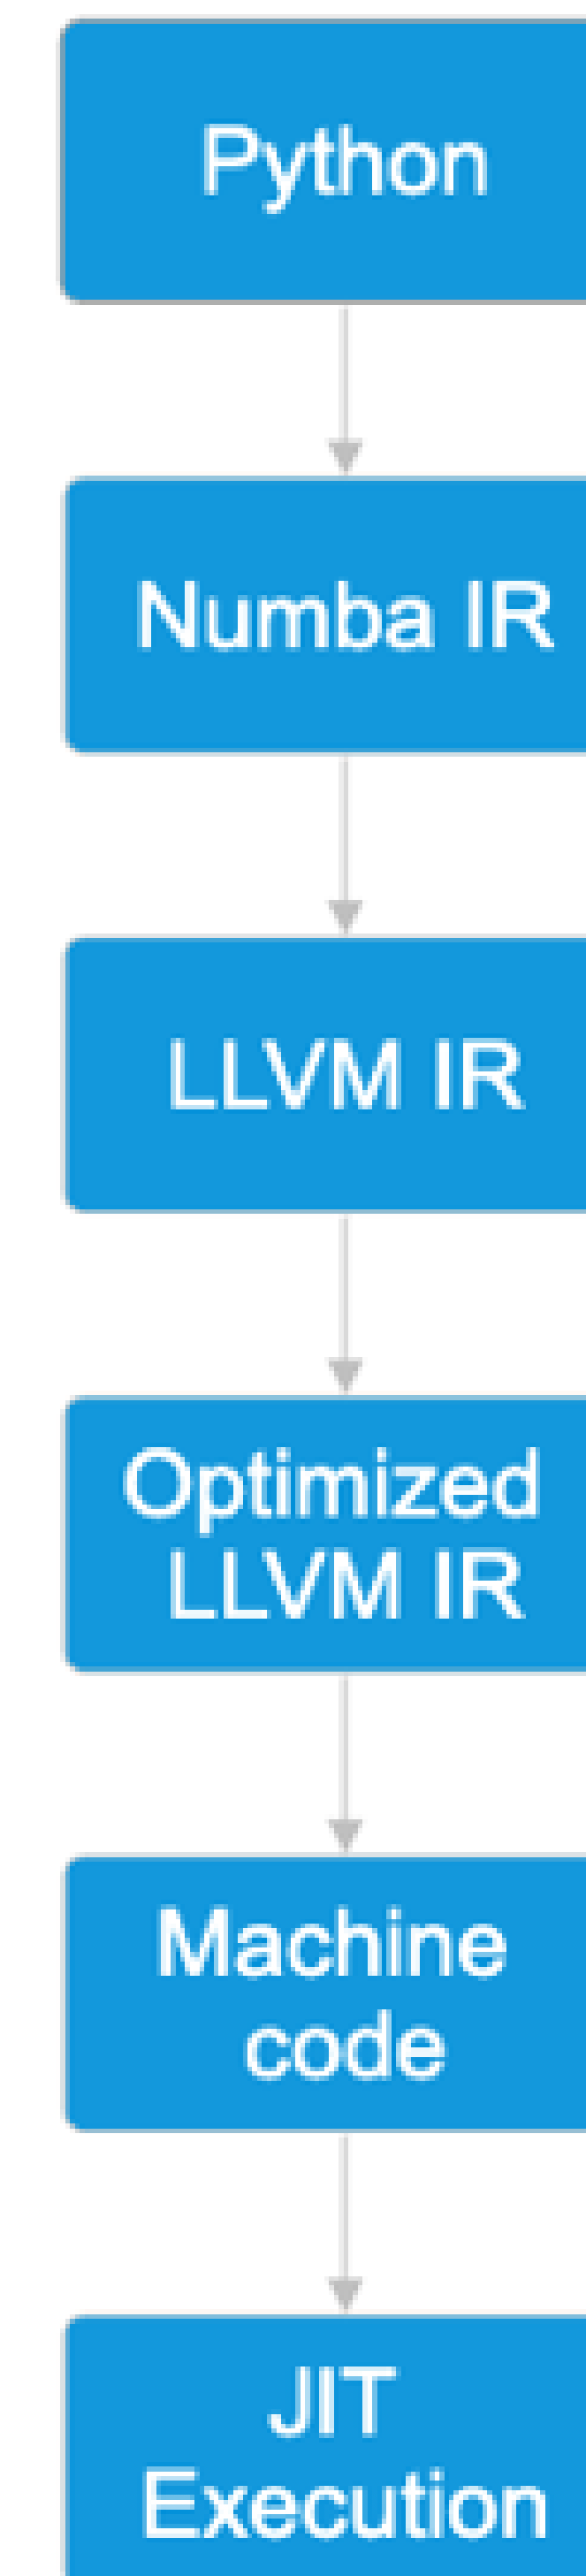 Python
Numba IR
LLVM IR
Optimized
LLVM IR
Machine
code
JIT
Execution